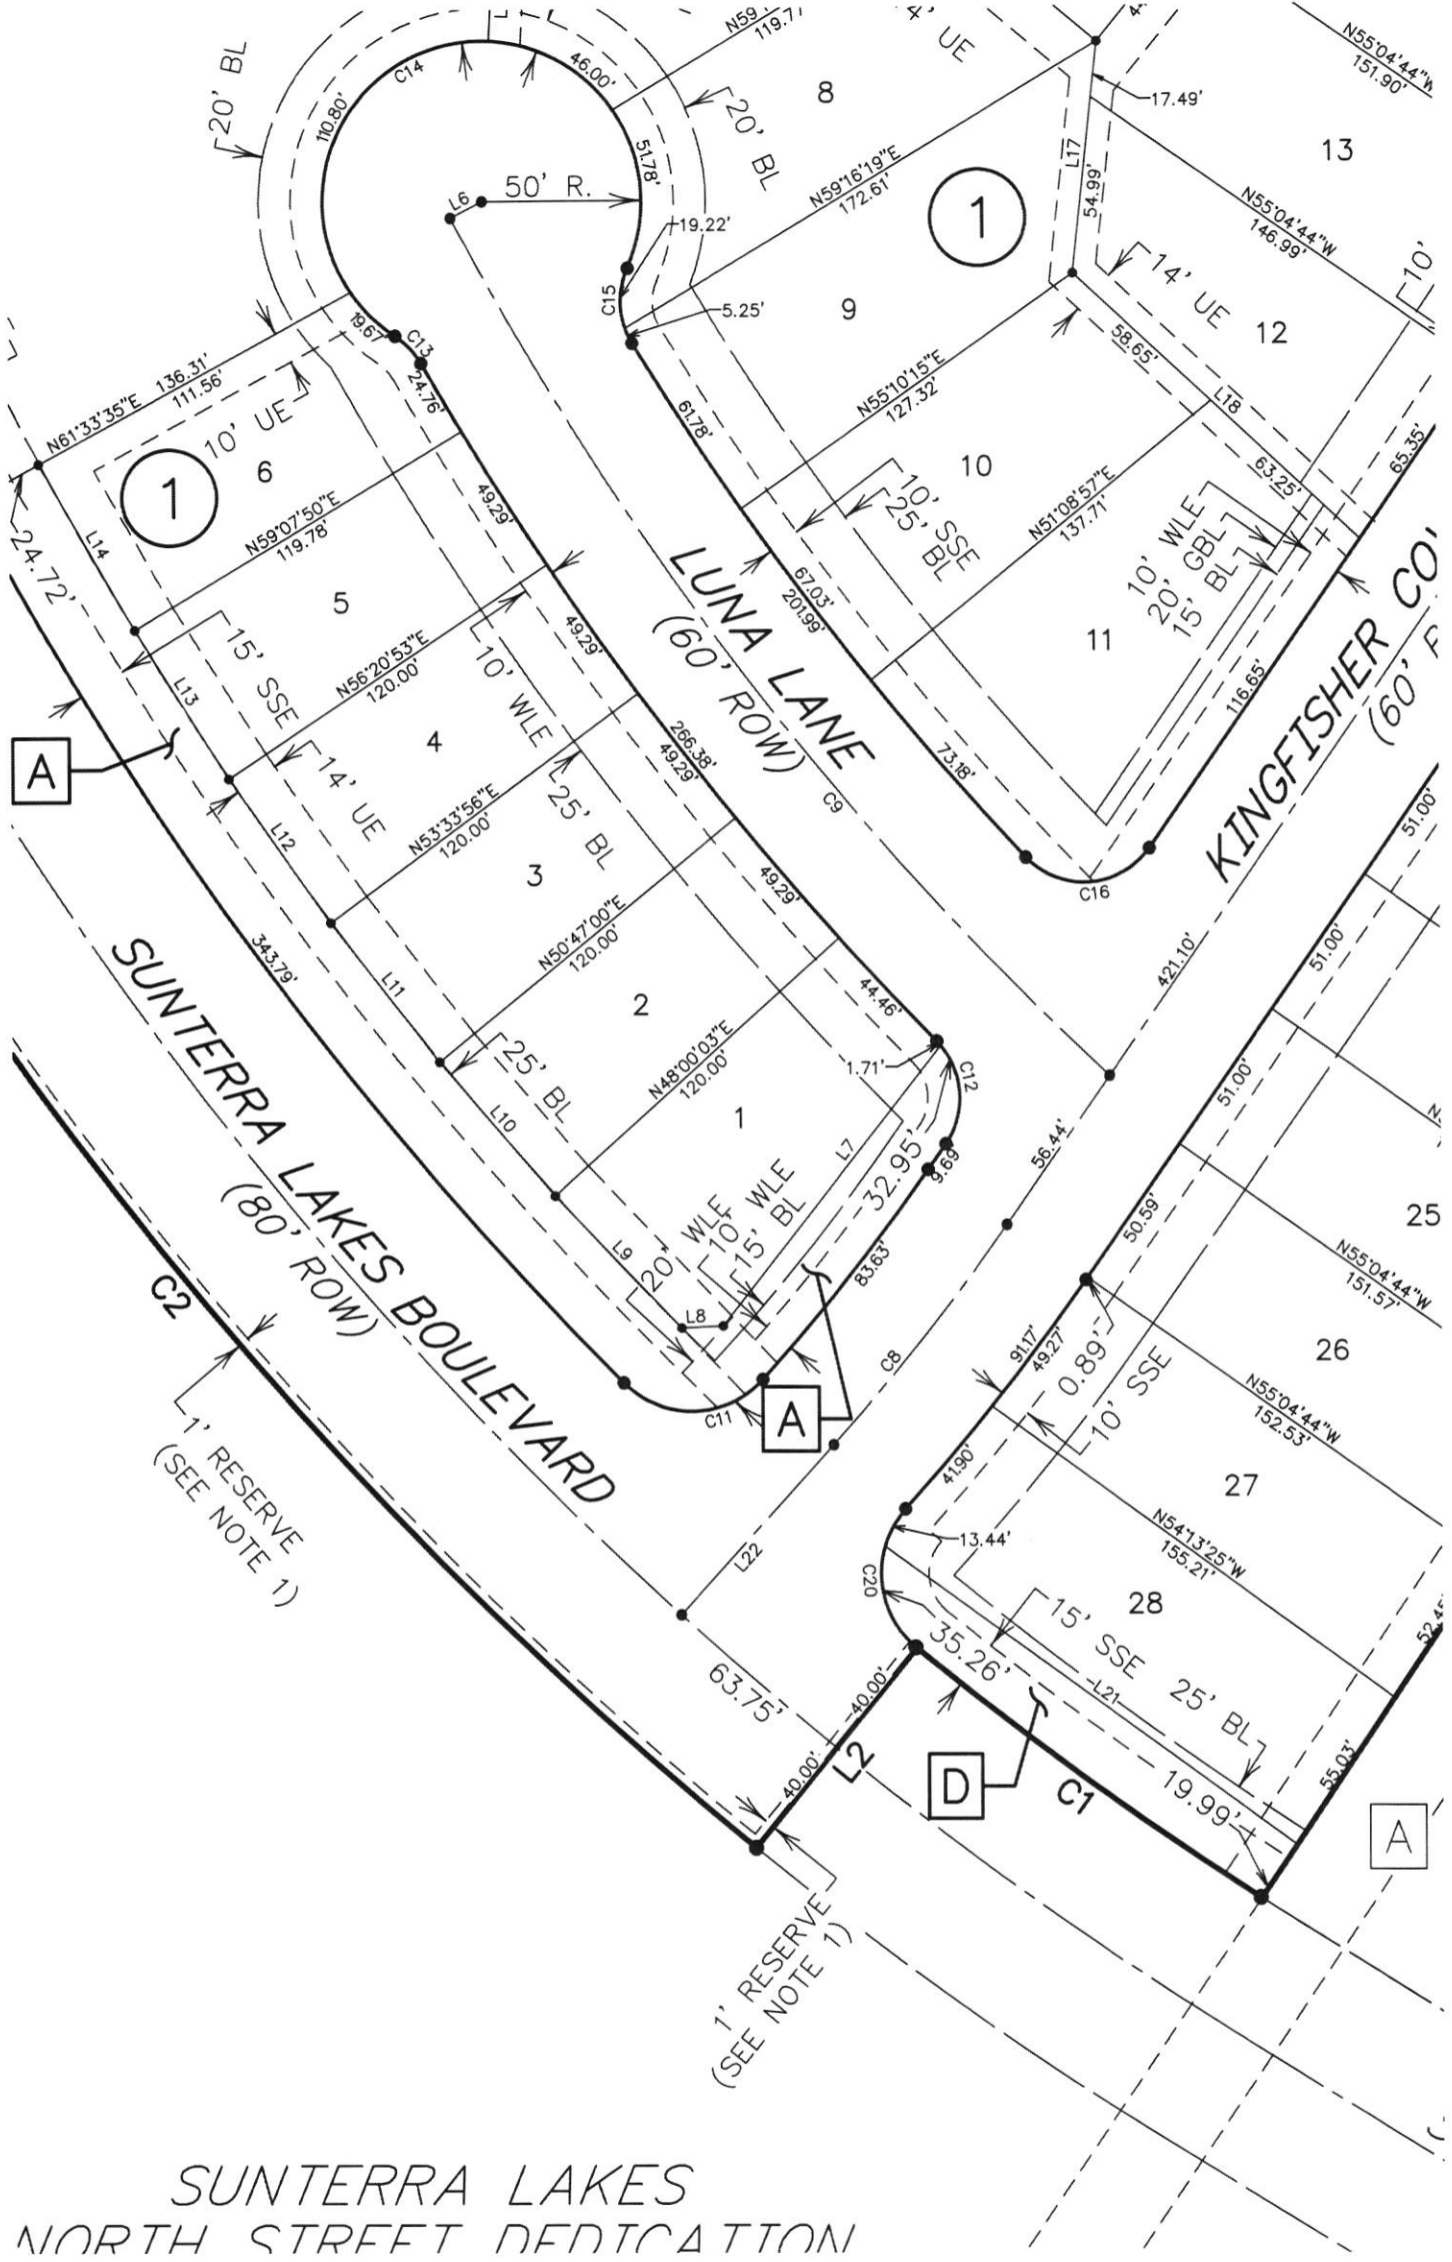 N59°
119.71
4' UE
N55°04'44"W
151.90'
C14
46.00'
20' BL
110.80'
8
17.49'
13
51.78'
20' BL
L17
N59°16'19"E
172.61'
1
54.99'
N55°04'44"W
146.99'
L6
50' R.
19.22'
10'
14' UE
C15
5.25'
9
12
19.67'
C13
58.65'
N61°33'35"E 136.31'
111.56'
24.76'
N55°10'15"E
127.32'
L18
10' UE
61.78'
65.35'
6
10
63.25'
1
49.29'
10' SSE
25' BL
N51°08'57"E
137.71'
24.72'
L14
N59°07'50"E
119.78'
10' WLE
20' GBL
15' BL
LUNA LANE
(60' ROW)
67.03'
201.99'
5
11
49.29'
15' SSE
10' WLE
L13
N56°20'53"E
120.00'
116.65'
KINGFISHER CO
(60' R
4
266.38'
49.29'
73.18'
A
14' UE
25' BL
C9
L12
N53°33'56"E
120.00'
51.00'
3
49.29'
C16
343.79'
N50°47'00"E
120.00'
51.00'
421.10'
SUNTERRA LAKES BOULEVARD
(80' ROW)
L11
2
44.46'
25' BL
N48°00'03"E
120.00'
1.71'
C12
51.00'
L10
1
L7
56.44'
N.
32.95'
9.69'
25
C2
L9
20' WLE
10' WLE
15' BL
50.59'
N55°04'44"W
151.57'
83.63'
L8
91.17'
49.27'
0.89'
26
C8
10' SSE
N55°04'44"W
152.53'
C11
A
1' RESERVE
(SEE NOTE 1)
41.90'
27
13.44'
N54°13'25"W
155.21'
L22
C20
28
15' SSE
52.45'
35.26'
25' BL
L21
63.75'
40.00'
L2
40.00'
D
C1
55.03'
19.99'
A
1' RESERVE
(SEE NOTE 1)
SUNTERRA LAKES
NORTH STREET DEDICATION